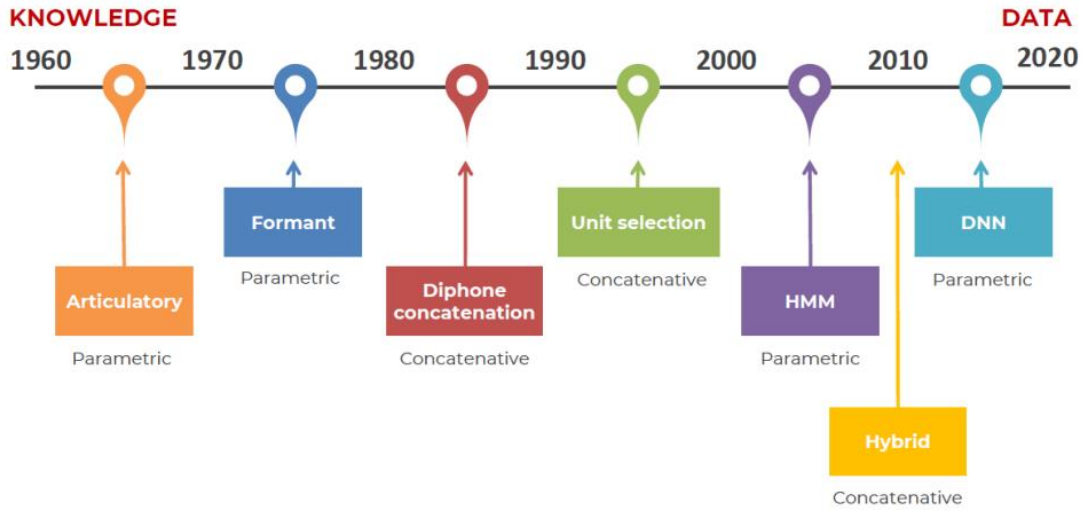 KNOWLEDGE DATA
1960 1970 1980 1990 2000 2010 2020
Formant Unit selection DNN
Parametric Concatenative Parametric
Articulatory Diphone HMM
concatenation
Parametric Concatenative Parametric
Hybrid
Concatenative